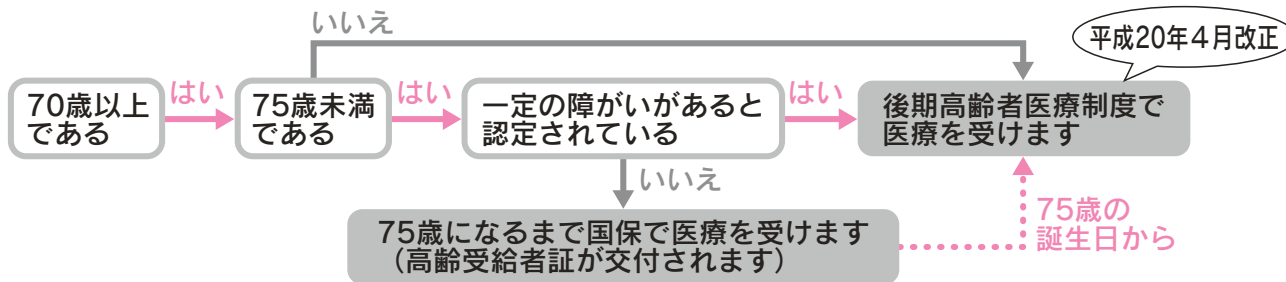 いいえ
平成20年4月改正
70歳以上
である
はい
75歳未満
である
はい
一定の障がいがあると
認定されている
はい
後期高齢者医療制度で
医療を受けます
いいえ
75歳になるまで国保で医療を受けます
（高齢受給者証が交付されます）
75歳の
誕生日から